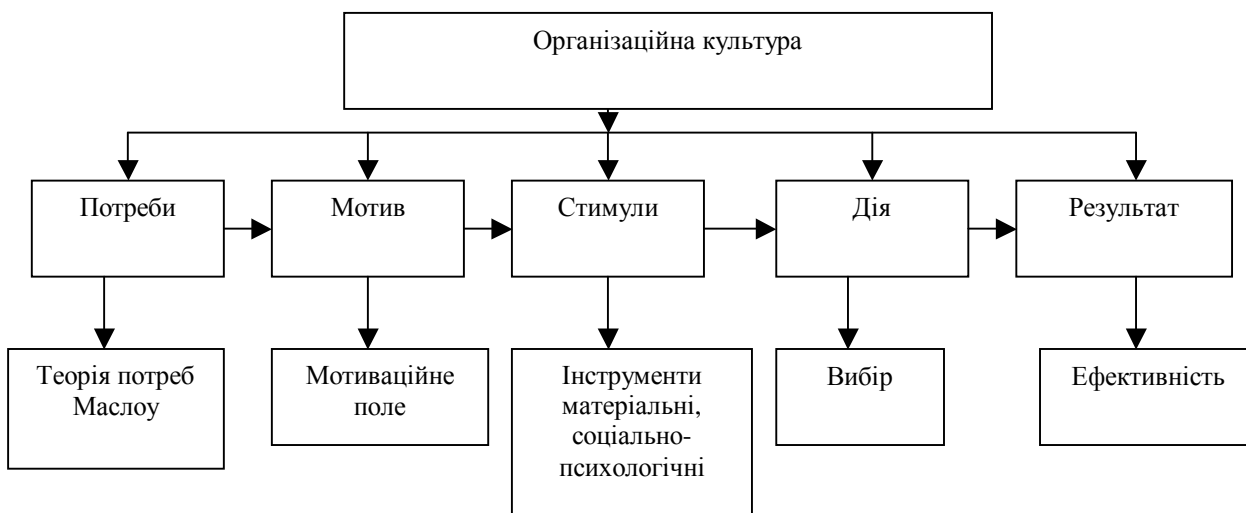 Організаційна культура
Потреби
Мотив
Стимули
Дія
Результат
Теорія потреб
Маслоу
Мотиваційне
поле
Інструменти
матеріальні,
соціально-
психологічні
Вибір
Ефективність